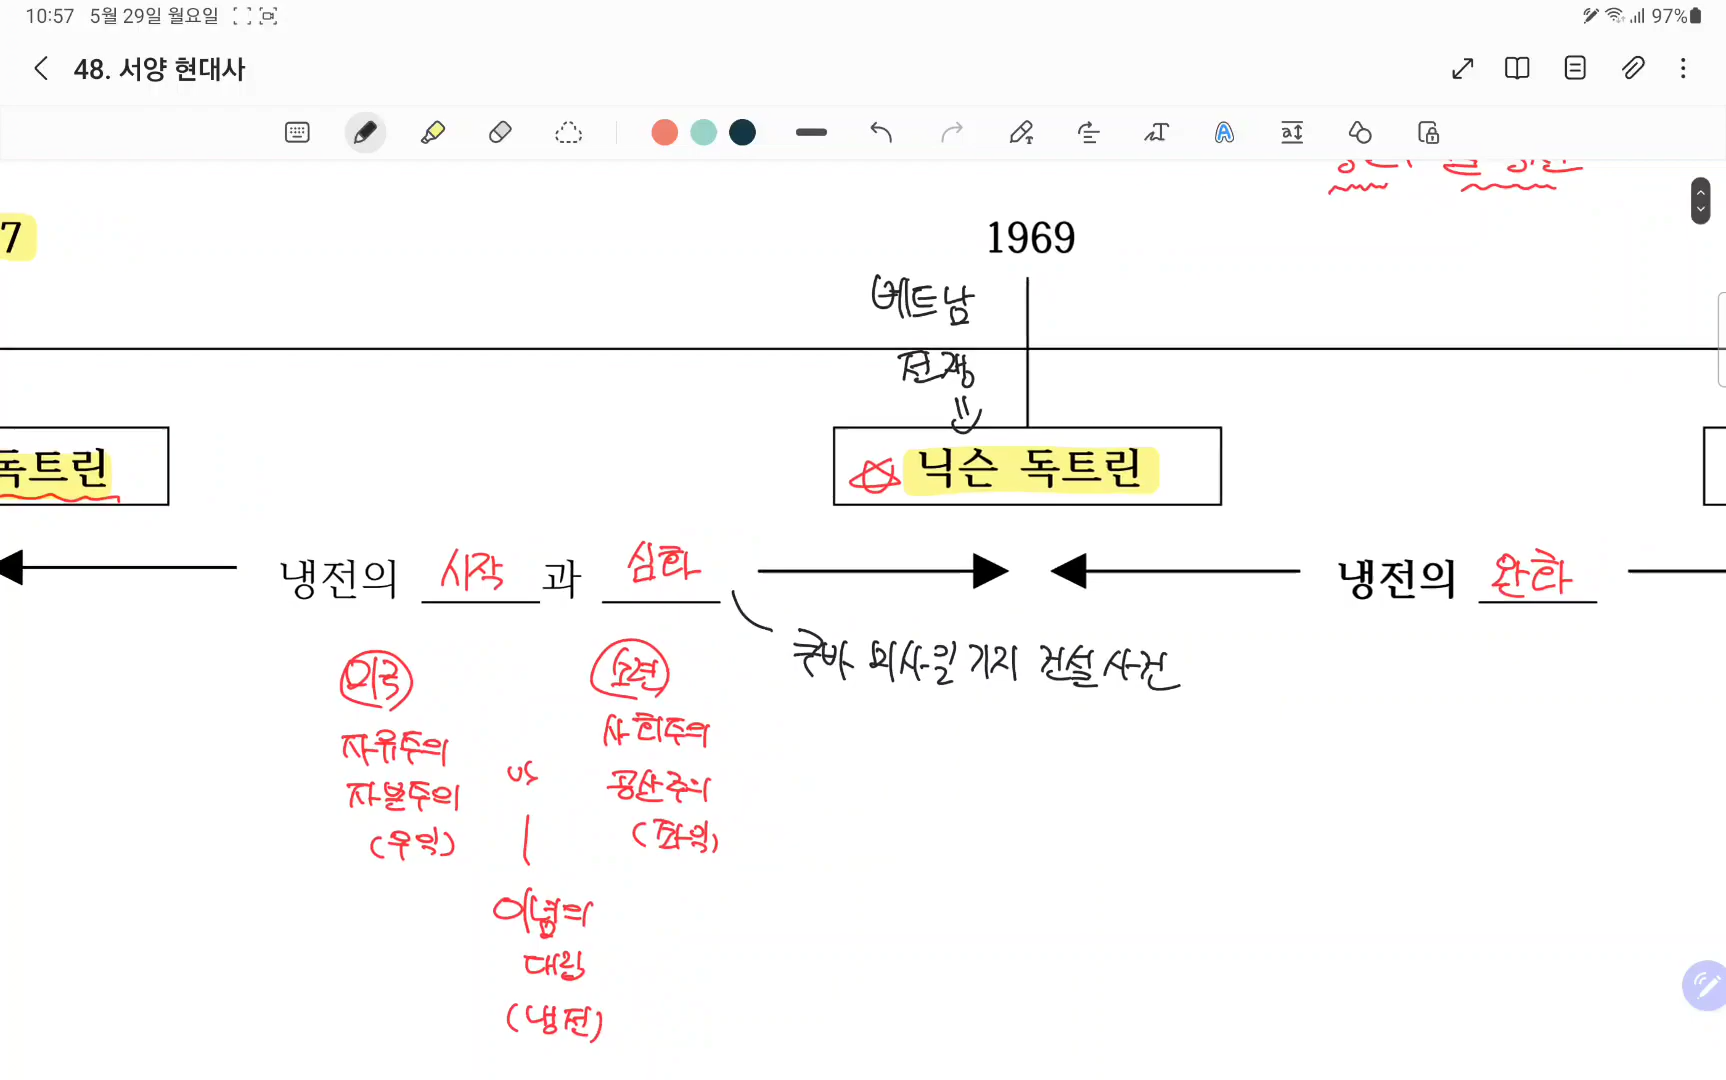 10:57 5월 29일 월요일
97%
48. 서양 현대사
7
1969
베트남
전쟁
독트린
닉슨 독트린
냉전의 시작과 심화
냉전의 완화
쿠바 미사일 기지 건설 사건
미국
소련
자유주의
사회주의
vs
자본주의
공산주의
(우익)
(좌익)
이념의
대립
(냉전)